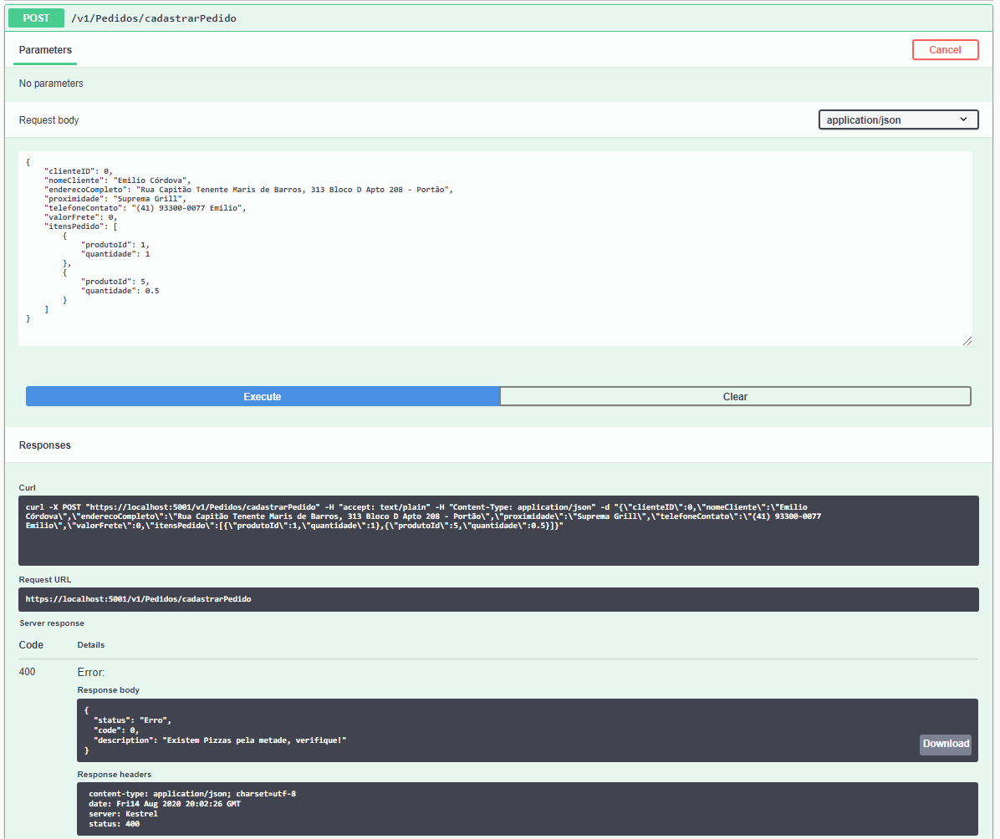 POST /v1/Pedidos/cadastrarPedido
Parameters
Cancel
No parameters
Request body
application/json
{
    "clienteID": 0,
    "nomeCliente": "Emilio Córdova",
    "enderecoCompleto": "Rua Capitão Tenente Maris de Barros, 313 Bloco D Apto 208 - Portão",
    "proximidade": "Suprema Grill",
    "telefoneContato": "(41) 93300-0077 Emilio",
    "valorFrete": 0,
    "itensPedido": [
        {
            "produtoId": 1,
            "quantidade": 1
        },
        {
            "produtoId": 5,
            "quantidade": 0.5
        }
    ]
}
Execute
Clear
Responses
Curl
curl -X POST "https://localhost:5001/v1/Pedidos/cadastrarPedido" -H "accept: text/plain" -H "Content-Type: application/json" -d "{\"clienteID\":0,\"nomeCliente\":\"Emilio
Córdova\",\"enderecoCompleto\":\"Rua Capitão Tenente Maris de Barros, 313 Bloco D Apto 208 - Portão\",\"proximidade\":\"Suprema Grill\",\"telefoneContato\":\"(41) 93300-0077
Emilio\",\"valorFrete\":0,\"itensPedido\":[{\"produtoId\":1,\"quantidade\":1},{\"produtoId\":5,\"quantidade\":0.5}]}"
Request URL
https://localhost:5001/v1/Pedidos/cadastrarPedido
Server response
Code Details
400 Error:
Response body
{
  "status": "Erro",
  "code": 0,
  "description": "Existem Pizzas pela metade, verifique!"
}
Download
Response headers
content-type: application/json; charset=utf-8
date: Fri14 Aug 2020 20:02:26 GMT
server: Kestrel
status: 400